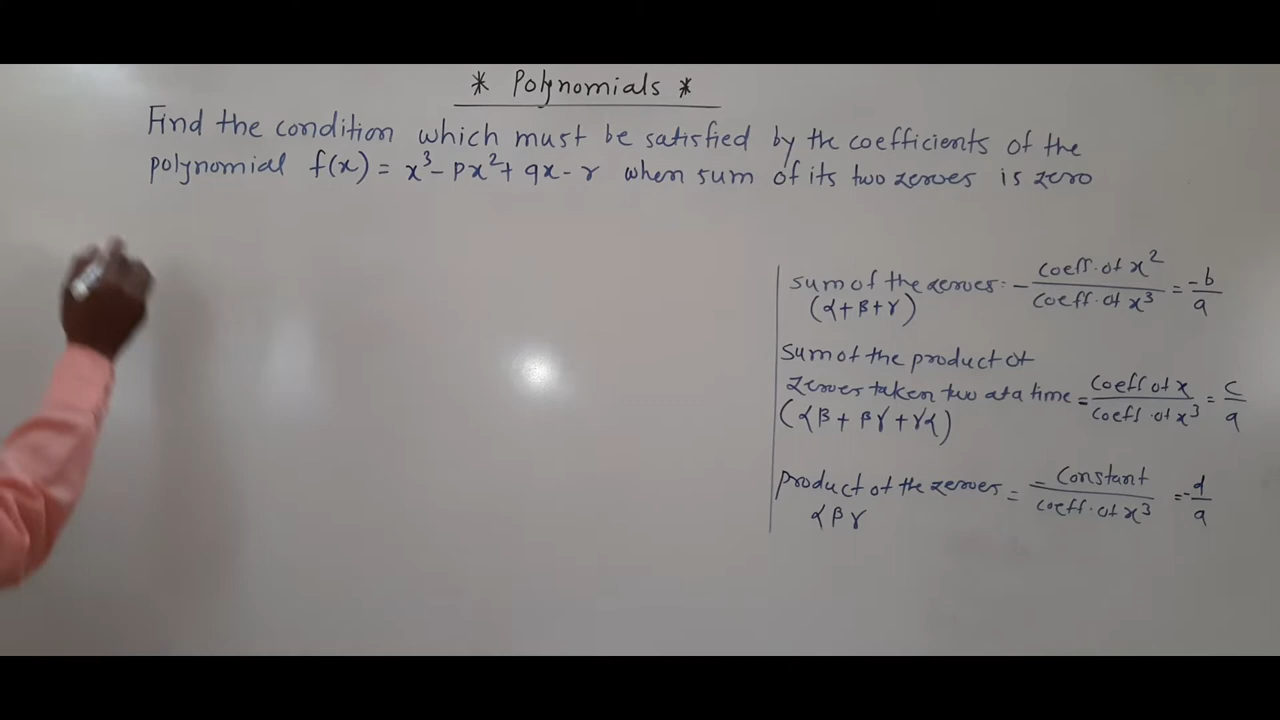 * Polynomials *
Find the condition which must be satisfied by the coefficients of the
polynomial f(x) = x³ - px² + qx - r when sum of its two zeroes is zero
sum of the zeroes: - coeff. of x² / coeff. of x³ = -b/a
(α+β+γ)
sum of the product of
zeroes taken two at a time = coeff of x / coeff. of x³ = c/a
(αβ + βγ + γα)
product of the zeroes = - constant / coeff. of x³ = -d/a
αβγ